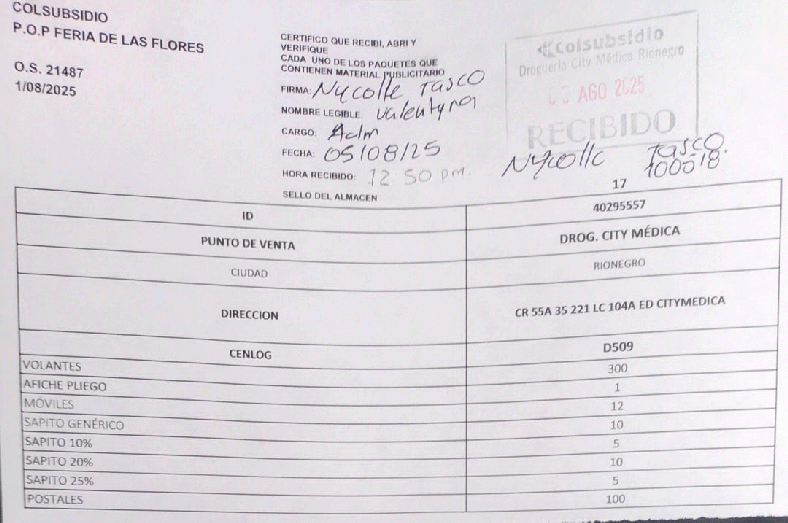 COLSUBSIDIO
P.O.P FERIA DE LAS FLORES
O.S. 21487
1/08/2025
CERTIFICO QUE RECIBI, ABRI Y
VERIFIQUE
CADA UNO DE LOS PAQUETES QUE
CONTIENEN MATERIAL PUBLICITARIO
FIRMA: Nycolle Tasco
NOMBRE LEGIBLE Valentyna
CARGO: Adm
FECHA: 05/08/25
HORA RECIBIDO: 12 50 pm.
SELLO DEL ALMACEN
Colsubsidio
Droguería City Médica Rionegro
AGO 2025
RECIBIDO
Nycolle Tasco
100018.
17
ID 40295557
PUNTO DE VENTA DROG. CITY MÉDICA
CIUDAD RIONEGRO
DIRECCION CR 55A 35 221 LC 104A ED CITYMEDICA
CENLOG D509
VOLANTES 300
AFICHE PLIEGO 1
MÓVILES 12
SAPITO GENÉRICO 10
SAPITO 10% 5
SAPITO 20% 10
SAPITO 25% 5
POSTALES 100